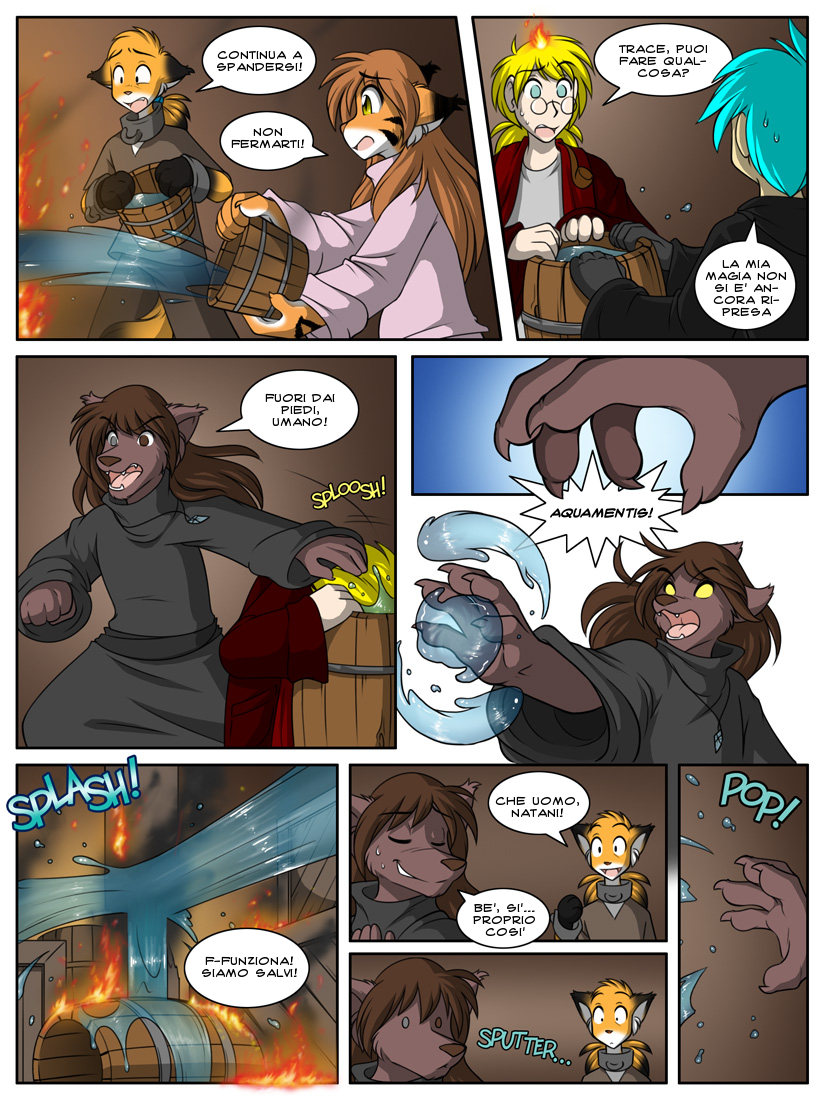 CONTINUA A
SPANDERSI!
NON
FERMARTI!
TRACE, PUOI
FARE QUAL-
COSA?
LA MIA
MAGIA NON
SI E' AN-
CORA RI-
PRESA
FUORI DAI
PIEDI,
UMANO!
SPLOOSH!
AQUAMENTIS!
SPLASH!
F-FUNZIONA!
SIAMO SALVI!
CHE UOMO,
NATANI!
BE', SI'...
PROPRIO
COSI'
SPUTTER...
POP!